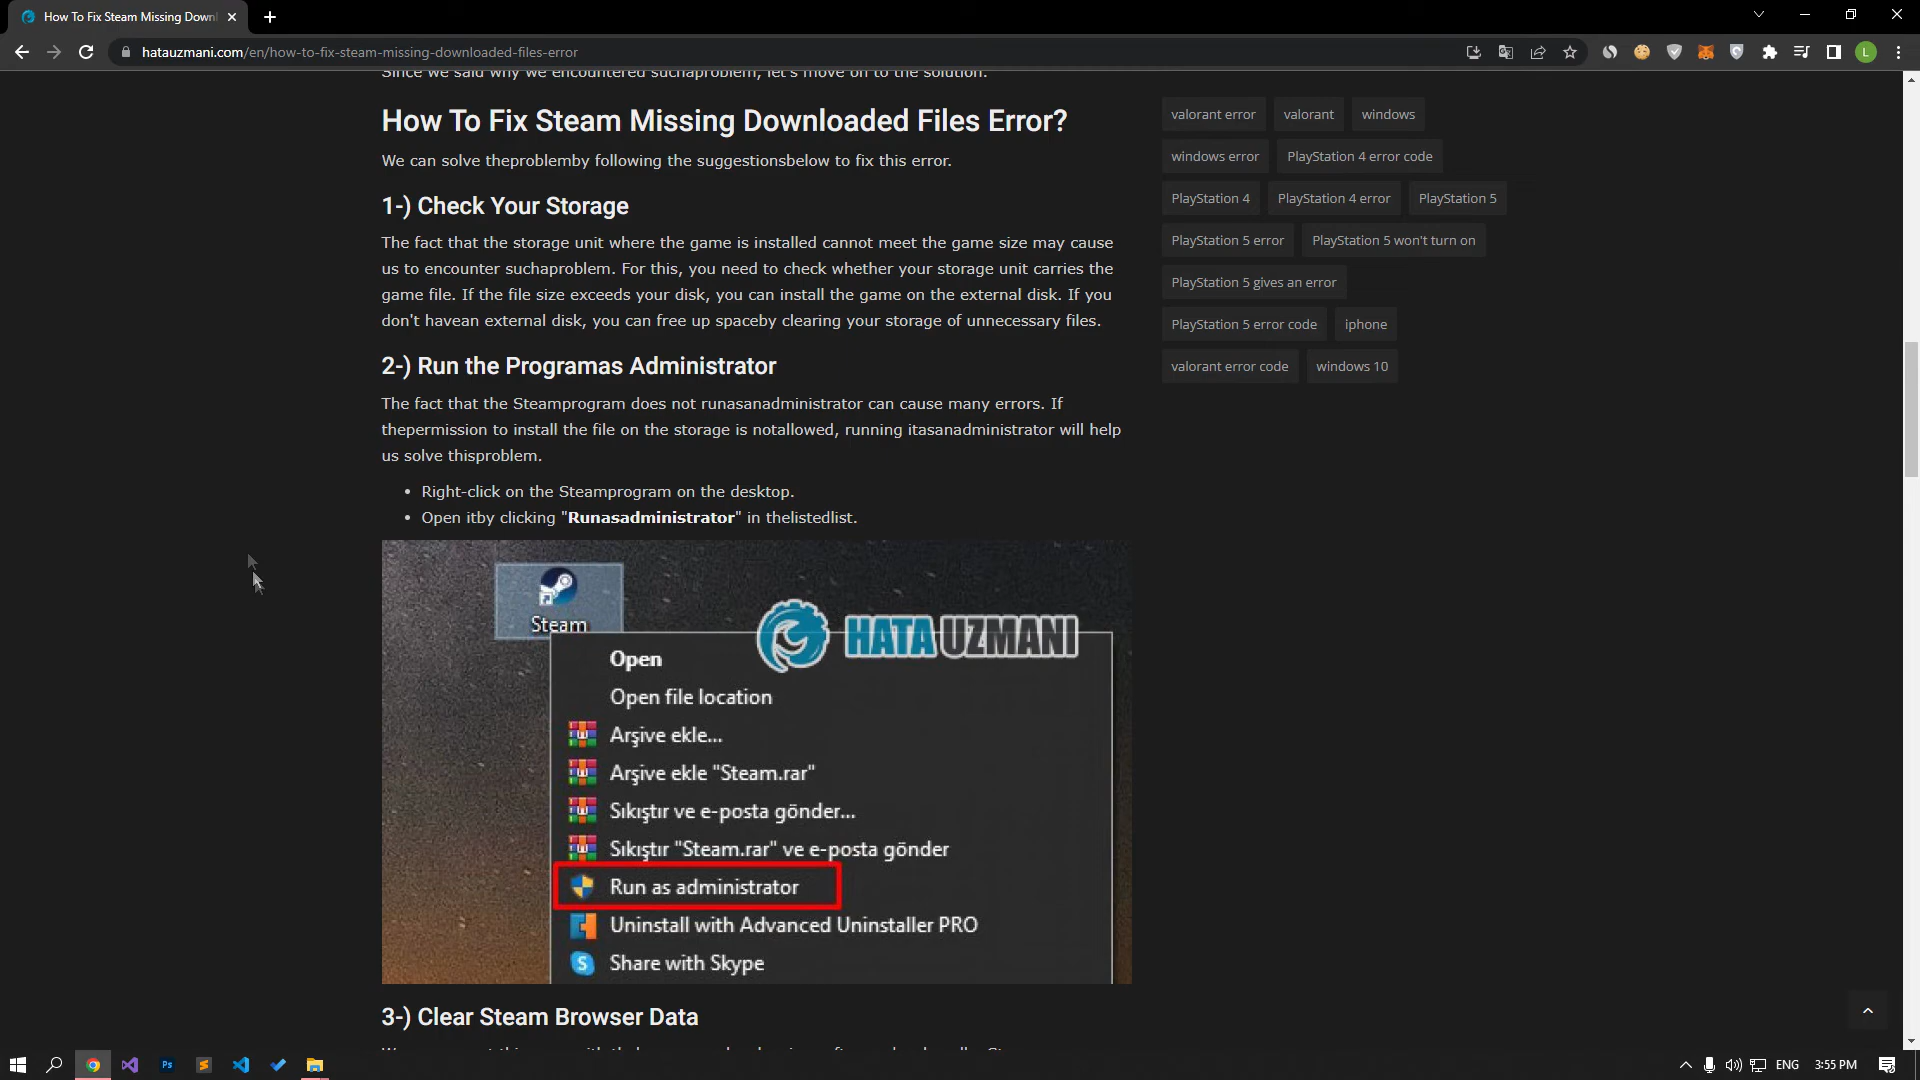 How To Fix Steam Missing Down
hatauzmani.com/en/how-to-fix-steam-missing-downloaded-files-error
L
Since we said why we encountered suchaproblem, let's move on to the solution.
How To Fix Steam Missing Downloaded Files Error?
We can solve theproblemby following the suggestionsbelow to fix this error.
1-) Check Your Storage
The fact that the storage unit where the game is installed cannot meet the game size may cause
us to encounter suchaproblem. For this, you need to check whether your storage unit carries the
game file. If the file size exceeds your disk, you can install the game on the external disk. If you
don't havean external disk, you can free up spaceby clearing your storage of unnecessary files.
2-) Run the Programas Administrator
The fact that the Steamprogram does not runasanadministrator can cause many errors. If
thepermission to install the file on the storage is notallowed, running itasanadministrator will help
us solve thisproblem.
• Right-click on the Steamprogram on the desktop.
• Open itby clicking "Runasadministrator" in thelistedlist.
Steam
HATA UZMANI
Open
Open file location
Arşive ekle...
Arşive ekle "Steam.rar"
Sıkıştır ve e-posta gönder...
Sıkıştır "Steam.rar" ve e-posta gönder
Run as administrator
Uninstall with Advanced Uninstaller PRO
Share with Skype
3-) Clear Steam Browser Data
valorant error valorant windows
windows error PlayStation 4 error code
PlayStation 4 PlayStation 4 error PlayStation 5
PlayStation 5 error PlayStation 5 won't turn on
PlayStation 5 gives an error
PlayStation 5 error code iphone
valorant error code windows 10
Ps
ENG 3:55 PM